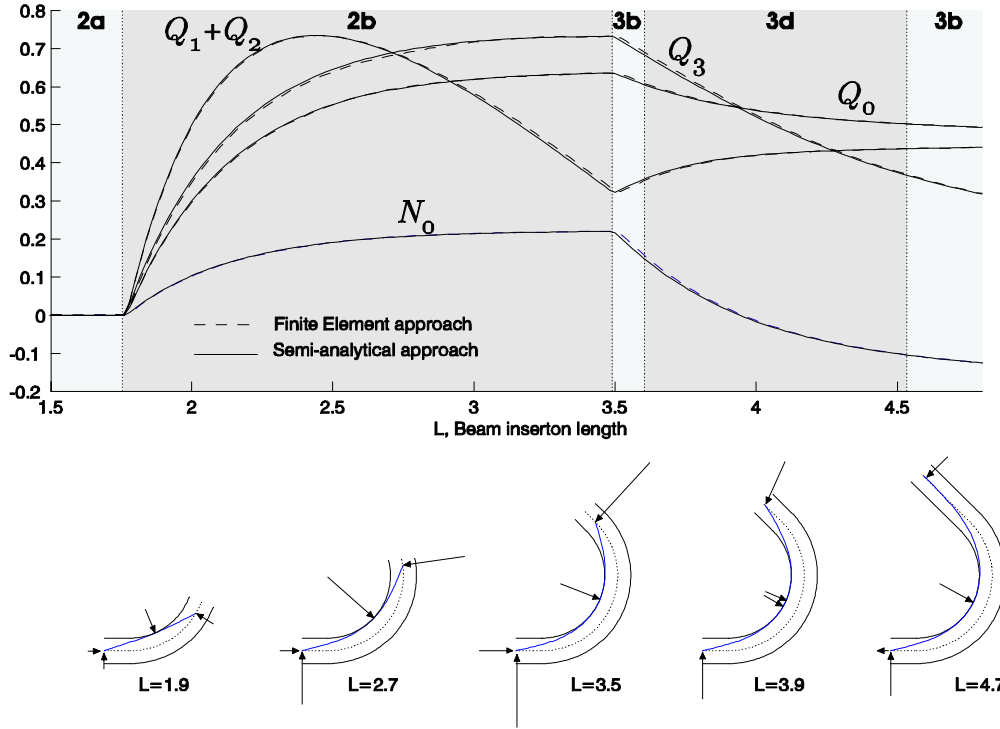 2a 2b 3b 3d 3b
0.8
0.7
0.6
0.5
0.4
0.3
0.2
0.1
0
-0.1
-0.2
Q1+Q2
Q3
Q0
N0
Finite Element approach
Semi-analytical approach
1.5 2 2.5 3 3.5 4 4.5
L, Beam inserton length
L=1.9 L=2.7 L=3.5 L=3.9 L=4.7